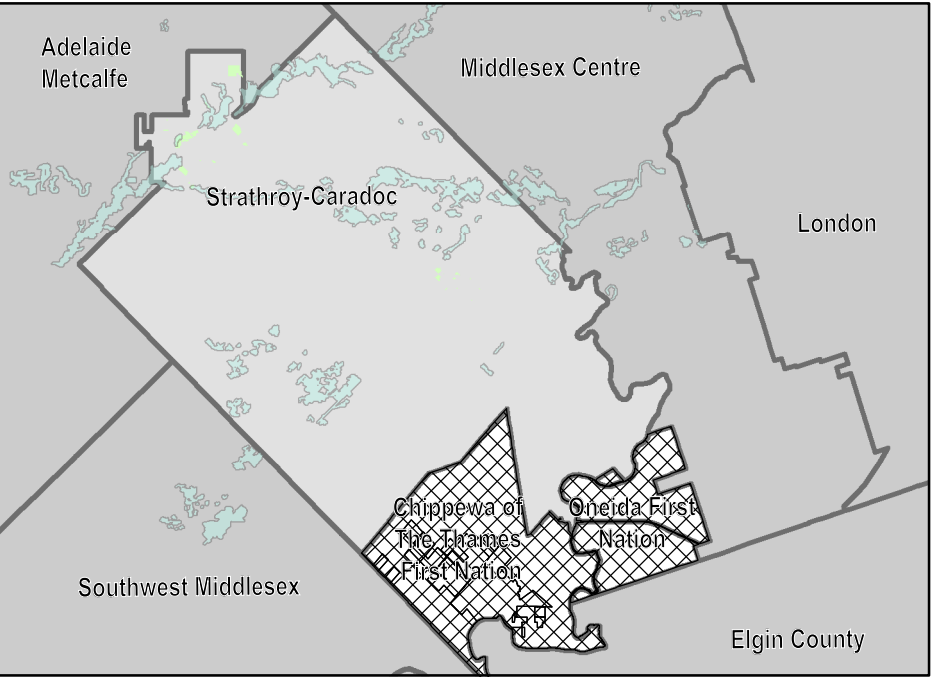 Adelaide
Metcalfe
Middlesex Centre
Strathroy-Caradoc
London
Chippewa of
The Thames
First Nation
Oneida First
Nation
Southwest Middlesex
Elgin County